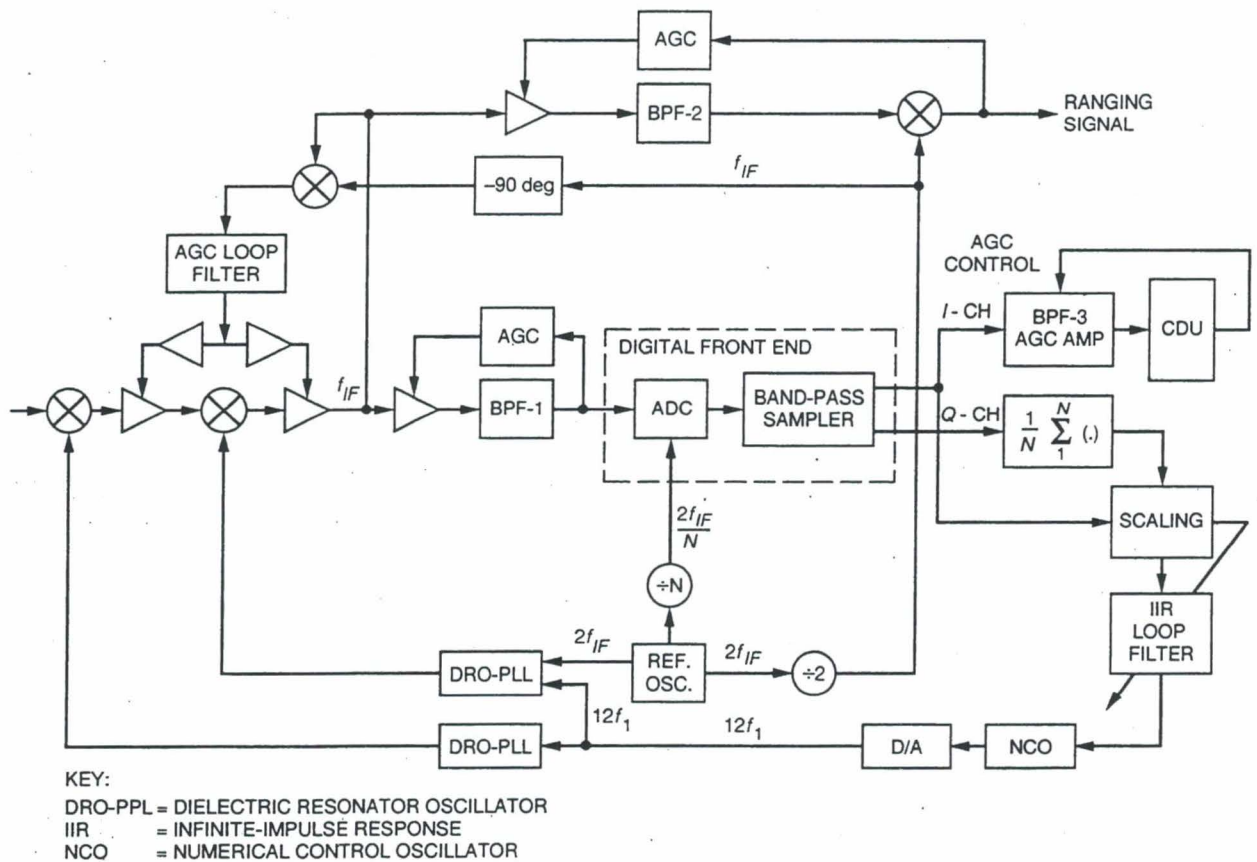 AGC
BPF-2
RANGING
SIGNAL
–90 deg
f_IF
AGC LOOP
FILTER
AGC
CONTROL
I - CH
BPF-3
AGC AMP
CDU
AGC
DIGITAL FRONT END
f_IF
BPF-1
ADC
BAND-PASS
SAMPLER
Q - CH
1/N Σ_1^N (.)
SCALING
2f_IF/N
÷N
IIR
LOOP
FILTER
2f_IF
REF.
OSC.
2f_IF
÷2
DRO-PLL
12f_1
12f_1
DRO-PLL
D/A
NCO
KEY:
DRO-PPL = DIELECTRIC RESONATOR OSCILLATOR
IIR = INFINITE-IMPULSE RESPONSE
NCO = NUMERICAL CONTROL OSCILLATOR